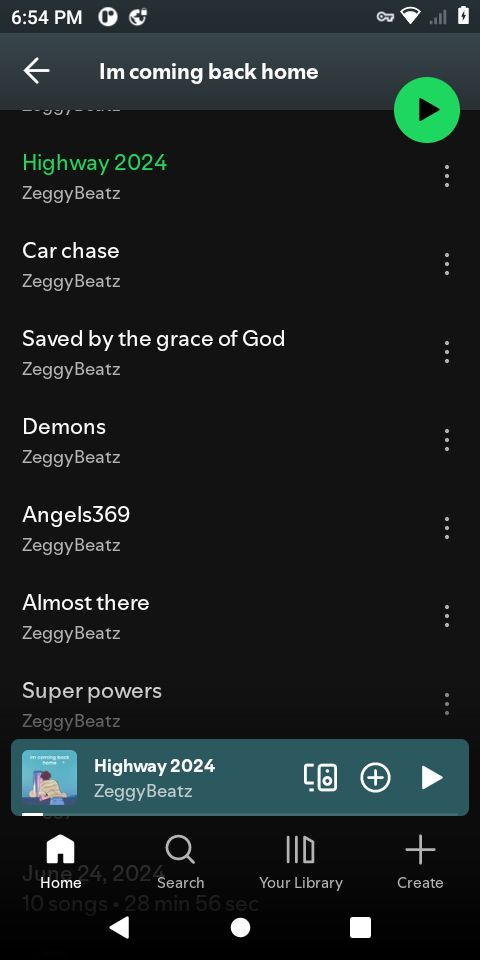 6:54 PM
Im coming back home
ZeggyBeatz
Highway 2024
ZeggyBeatz
Car chase
ZeggyBeatz
Saved by the grace of God
ZeggyBeatz
Demons
ZeggyBeatz
Angels369
ZeggyBeatz
Almost there
ZeggyBeatz
Super powers
ZeggyBeatz
Im coming back
home
Highway 2024
ZeggyBeatz
June 24, 2024
Home
Search
Your Library
Create
10 songs • 28 min 56 sec